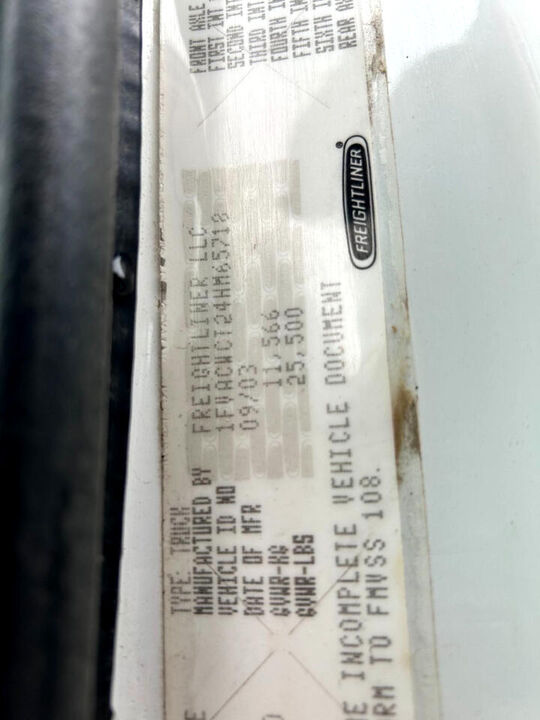 TYPE: TRUCK
MANUFACTURED BY FREIGHTLINER LLC
VEHICLE ID NO 1FVACWCT24HM65718
DATE OF MFR 09/03
GVWR-KG 11,566
GVWR-LBS 25,500
FRONT AXLE
FIRST INT
SECOND INT
THIRD INT
FOURTH IN
FIFTH IN
SIXTH IN
REAR AX
INCOMPLETE VEHICLE DOCUMENT
TO FMVSS 108.
FREIGHTLINER®